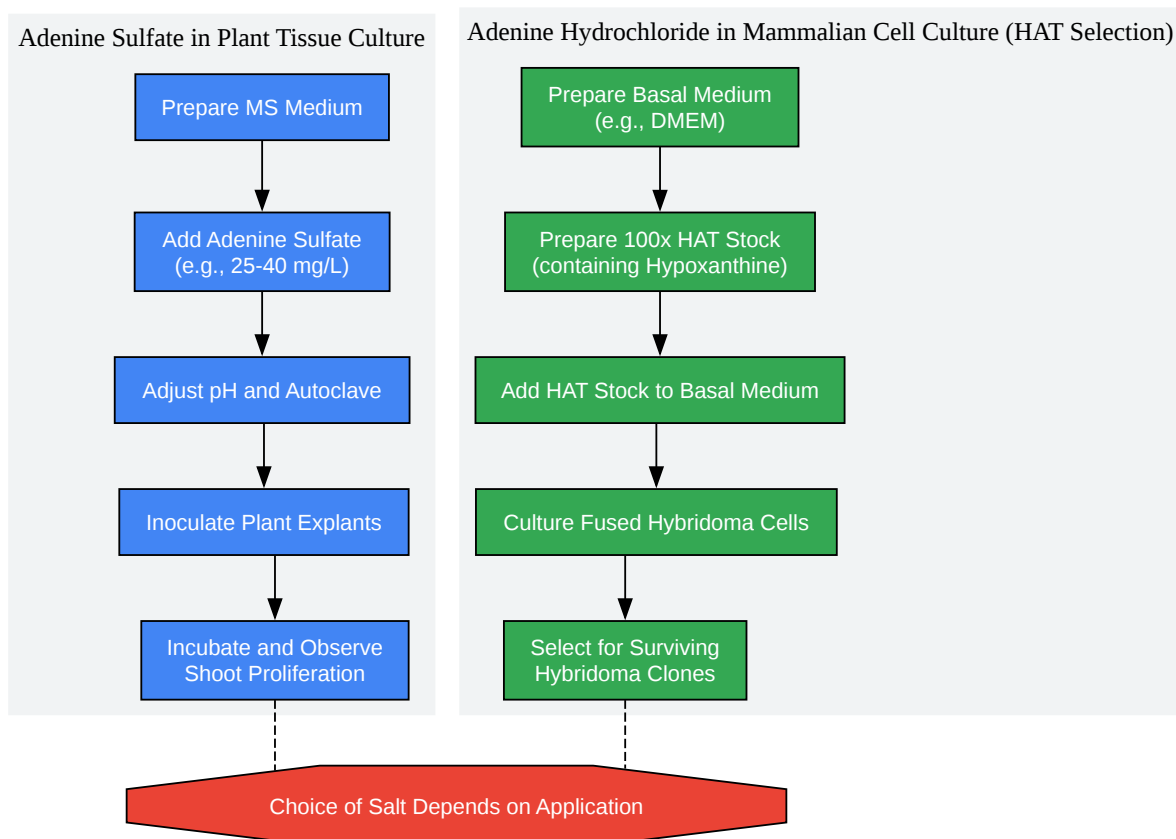 Adenine Sulfate in Plant Tissue Culture
Prepare MS Medium
Add Adenine Sulfate
(e.g., 25-40 mg/L)
Adjust pH and Autoclave
Inoculate Plant Explants
Incubate and Observe
Shoot Proliferation
Adenine Hydrochloride in Mammalian Cell Culture (HAT Selection)
Prepare Basal Medium
(e.g., DMEM)
Prepare 100x HAT Stock
(containing Hypoxanthine)
Add HAT Stock to Basal Medium
Culture Fused Hybridoma Cells
Select for Surviving
Hybridoma Clones
Choice of Salt Depends on Application